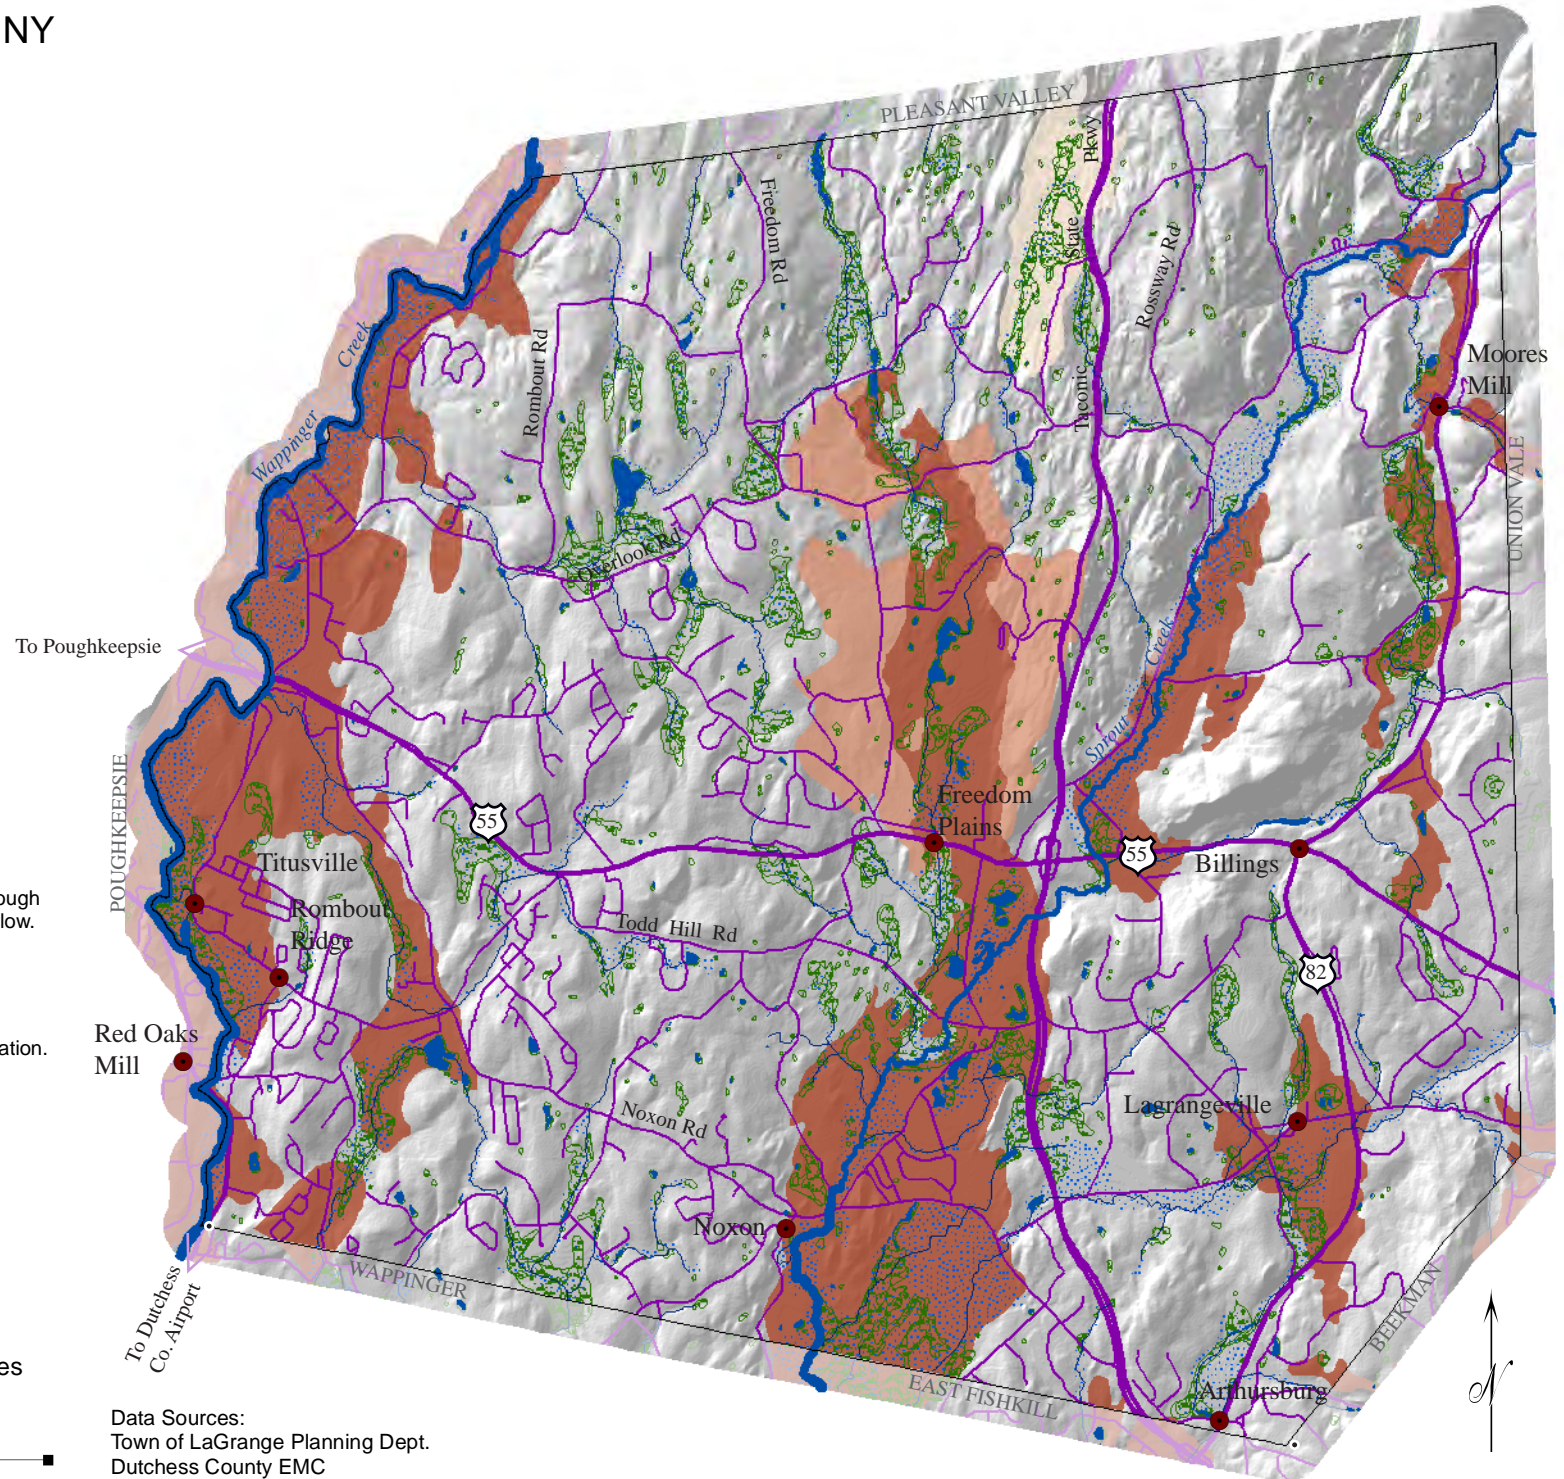 NY
PLEASANT VALLEY
Freedom Rd
State
Pkwy
Taconic
Rossway Rd
Rombout Rd
Wappinger
Creek
Moores
Mill
UNION VALE
Overlook Rd
To Poughkeepsie
Sprout
Creek
POUGHKEEPSIE
Freedom
Plains
55
55
Billings
Titusville
Rombout
Ridge
Todd Hill Rd
82
ough
low.
Red Oaks
Mill
ation.
Noxon Rd
Lagrangeville
Noxon
WAPPINGER
To Dutchess
Co. Airport
BEEKMAN
EAST FISHKILL
Arthursburg
N
es
Data Sources:
Town of LaGrange Planning Dept.
Dutchess County EMC